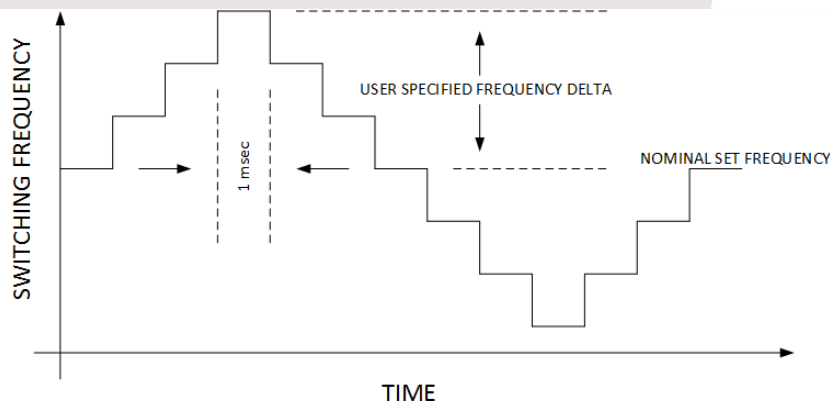 SWITCHING FREQUENCY
USER SPECIFIED FREQUENCY DELTA
1 msec
NOMINAL SET FREQUENCY
TIME